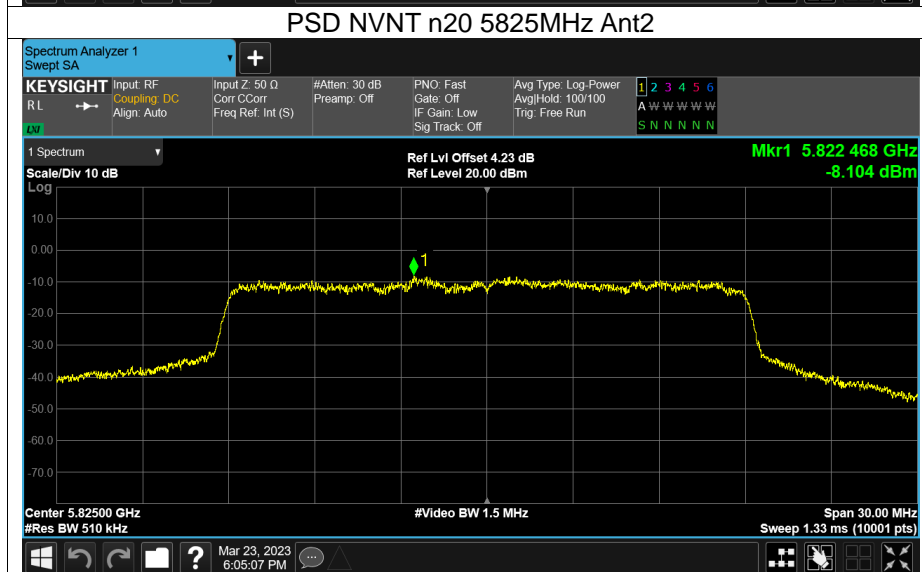 PSD NVNT n20 5825MHz Ant2
Spectrum Analyzer 1
Swept SA
+
KEYSIGHT
R L
LXI
Input: RF
Coupling: DC
Align: Auto
Input Z: 50 Ω
Corr CCorr
Freq Ref: Int (S)
#Atten: 30 dB
Preamp: Off
PNO: Fast
Gate: Off
IF Gain: Low
Sig Track: Off
Avg Type: Log-Power
Avg|Hold: 100/100
Trig: Free Run
1 2 3 4 5 6
A W W W W W
S N N N N N
1 Spectrum
Scale/Div 10 dB
Log
Ref Lvl Offset 4.23 dB
Ref Level 20.00 dBm
Mkr1 5.822 468 GHz
-8.104 dBm
10.0
0.00
-10.0
-20.0
-30.0
-40.0
-50.0
-60.0
-70.0
1
Center 5.82500 GHz
#Res BW 510 kHz
#Video BW 1.5 MHz
Span 30.00 MHz
Sweep 1.33 ms (10001 pts)
?
Mar 23, 2023
6:05:07 PM